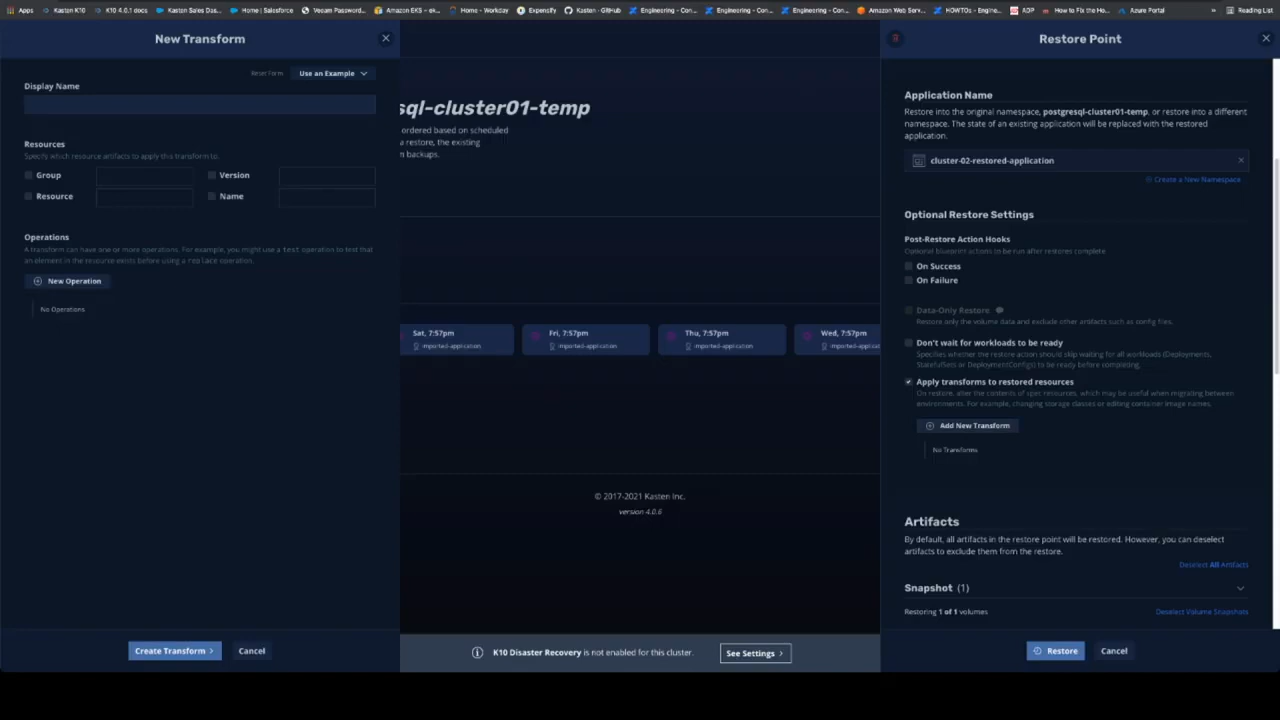 Apps Kasten K10 K10 4.0.1 docs Kasten Sales Das... Home | Salesforce Veeam Password... Amazon EKS – ek... Home - Workday Expensify Kasten · GitHub Engineering - Con... Engineering - Con... Engineering - Con... Amazon Web Serv... HOWTOs - Engine... ADP How to Fix the Ho... Azure Portal » Reading List
New Transform
Reset Form Use an Example
Display Name
Resources
Specify which resource artifacts to apply this transform to.
Group Version
Resource Name
Operations
A transform can have one or more operations. For example, you might use a test operation to test that
an element in the resource exists before using a replace operation.
New Operation
No Operations
Create Transform > Cancel
sql-cluster01-temp
ordered based on scheduled
a restore, the existing
m backups.
Sat, 7:57pm
imported-application
Fri, 7:57pm
imported-application
Thu, 7:57pm
imported-application
Wed, 7:57pm
imported-applicat
© 2017-2021 Kasten Inc.
version 4.0.6
K10 Disaster Recovery is not enabled for this cluster. See Settings >
Restore Point
Application Name
Restore into the original namespace, postgresql-cluster01-temp, or restore into a different
namespace. The state of an existing application will be replaced with the restored
application.
cluster-02-restored-application
Create a New Namespace
Optional Restore Settings
Post-Restore Action Hooks
Optional blueprint actions to be run after restores complete
On Success
On Failure
Data-Only Restore
Restore only the volume data and exclude other artifacts such as config files.
Don't wait for workloads to be ready
Specifies whether the restore action should skip waiting for all workloads (Deployments,
StatefulSets or DeploymentConfigs) to be ready before completing.
Apply transforms to restored resources
On restore, alter the contents of spec resources, which may be useful when migrating between
environments. For example, changing storage classes or editing container image names.
Add New Transform
No Transforms
Artifacts
By default, all artifacts in the restore point will be restored. However, you can deselect
artifacts to exclude them from the restore.
Deselect All Artifacts
Snapshot (1)
Restoring 1 of 1 volumes Deselect Volume Snapshots
Restore Cancel